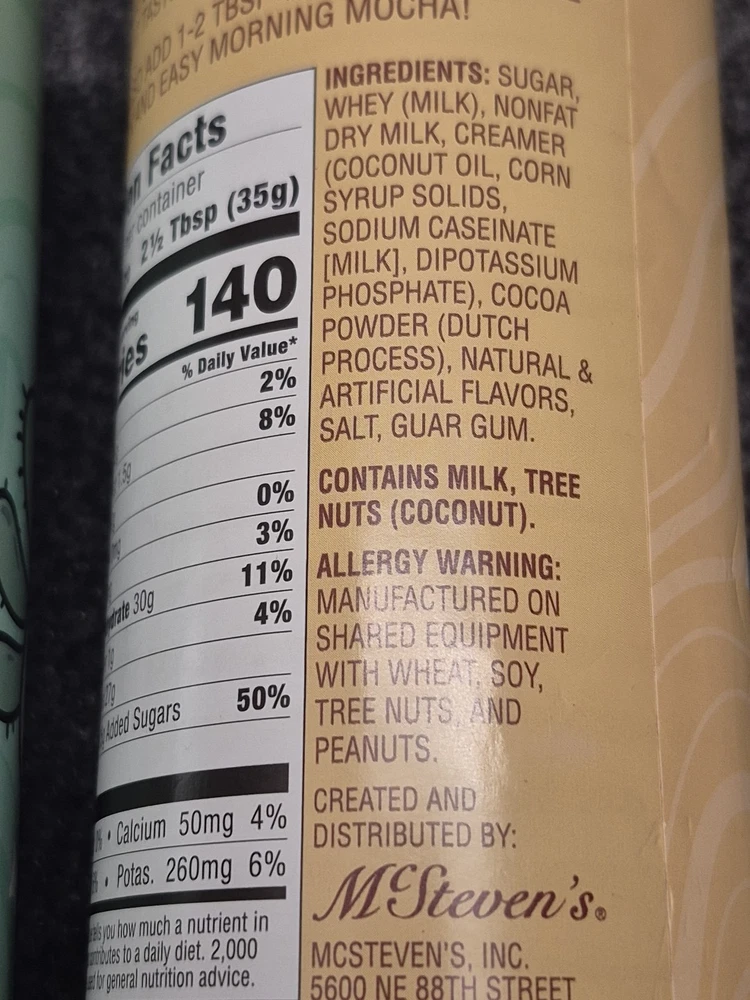 ADD 1-2 TBSP
AND EASY MORNING MOCHA!
Facts
container
2½ Tbsp (35g)
140
% Daily Value*
2%
8%
0%
3%
11%
30g
4%
Added Sugars 50%
• Calcium 50mg 4%
• Potas. 260mg 6%
you how much a nutrient in
to a daily diet. 2,000
for general nutrition advice.
INGREDIENTS: SUGAR,
WHEY (MILK), NONFAT
DRY MILK, CREAMER
(COCONUT OIL, CORN
SYRUP SOLIDS,
SODIUM CASEINATE
[MILK], DIPOTASSIUM
PHOSPHATE), COCOA
POWDER (DUTCH
PROCESS), NATURAL &
ARTIFICIAL FLAVORS,
SALT, GUAR GUM.
CONTAINS MILK, TREE
NUTS (COCONUT).
ALLERGY WARNING:
MANUFACTURED ON
SHARED EQUIPMENT
WITH WHEAT, SOY,
TREE NUTS, AND
PEANUTS.
CREATED AND
DISTRIBUTED BY:
McSteven's®
MCSTEVEN'S, INC.
5600 NE 88TH STREET